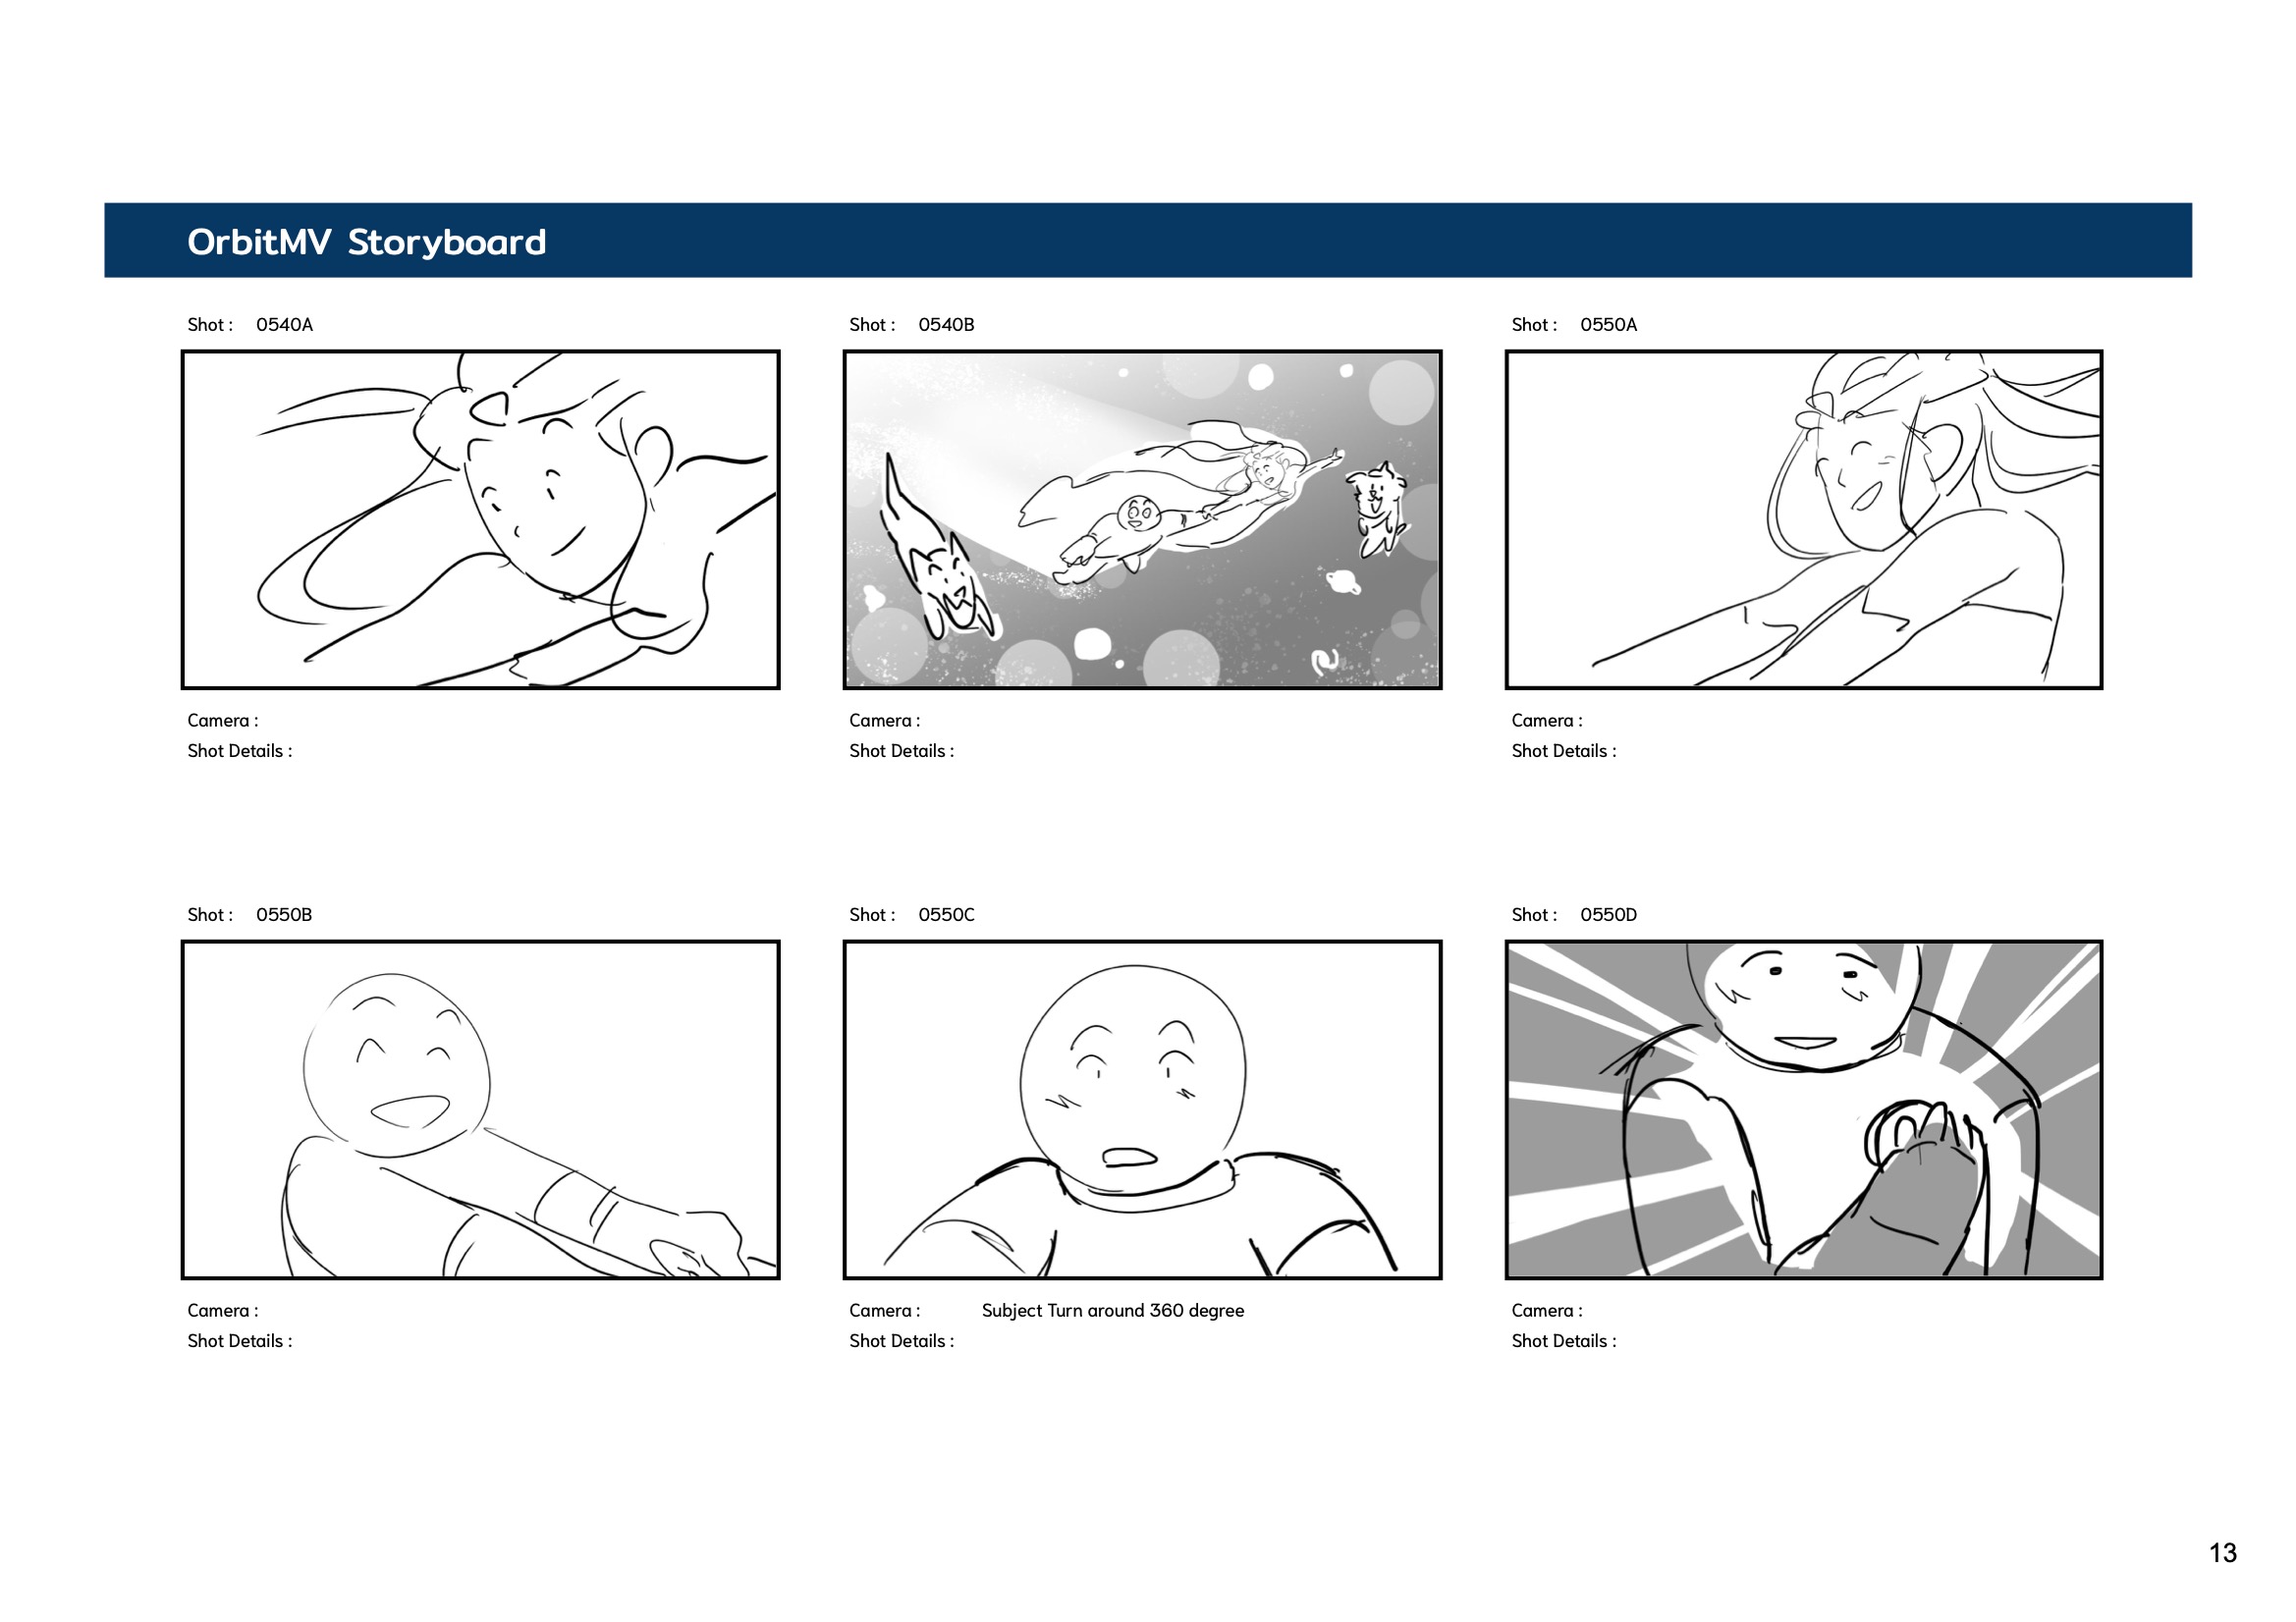 OrbitMV Storyboard
Shot : 0540A
Shot : 0540B
Shot : 0550A
Camera :
Shot Details :
Camera :
Shot Details :
Camera :
Shot Details :
Shot : 0550B
Shot : 0550C
Shot : 0550D
Camera :
Shot Details :
Camera : Subject Turn around 360 degree
Shot Details :
Camera :
Shot Details :
13